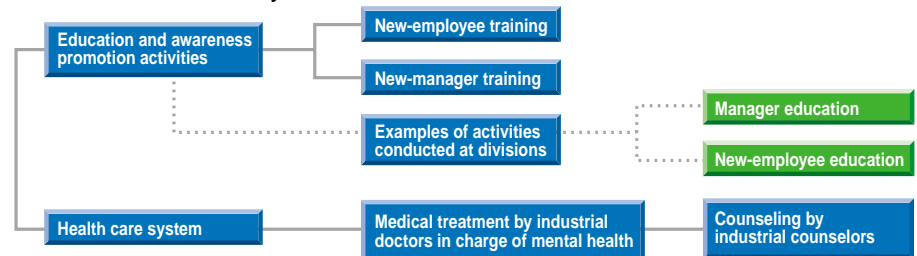 Education and awareness
promotion activities
New-employee training
New-manager training
Examples of activities
conducted at divisions
Manager education
New-employee education
Health care system
Medical treatment by industrial
doctors in charge of mental health
Counseling by
industrial counselors